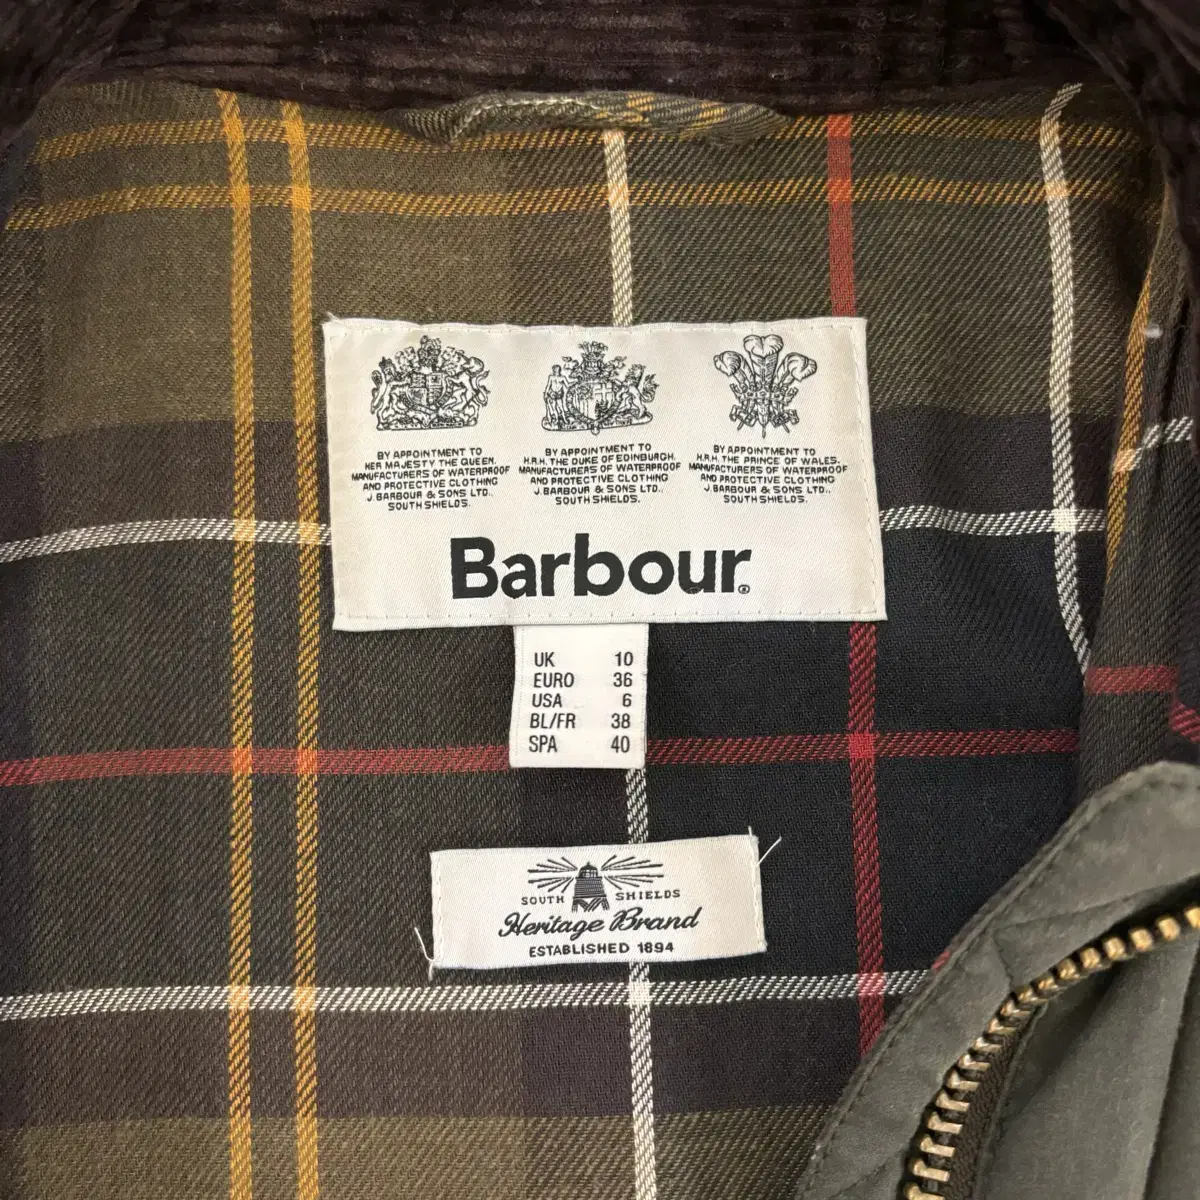 BY APPOINTMENT TO
HER MAJESTY THE QUEEN.
MANUFACTURERS OF WATERPROOF
AND PROTECTIVE CLOTHING
J. BARBOUR & SONS LTD.,
SOUTH SHIELDS.
BY APPOINTMENT TO
H.R.H. THE DUKE OF EDINBURGH.
MANUFACTURERS OF WATERPROOF
AND PROTECTIVE CLOTHING
J. BARBOUR & SONS LTD.,
SOUTH SHIELDS.
BY APPOINTMENT TO
H.R.H. THE PRINCE OF WALES.
MANUFACTURERS OF WATERPROOF
AND PROTECTIVE CLOTHING
J. BARBOUR & SONS LTD.,
SOUTH SHIELDS.
Barbour®
UK 10
EURO 36
USA 6
BL/FR 38
SPA 40
SOUTH SHIELDS
Heritage Brand
ESTABLISHED 1894